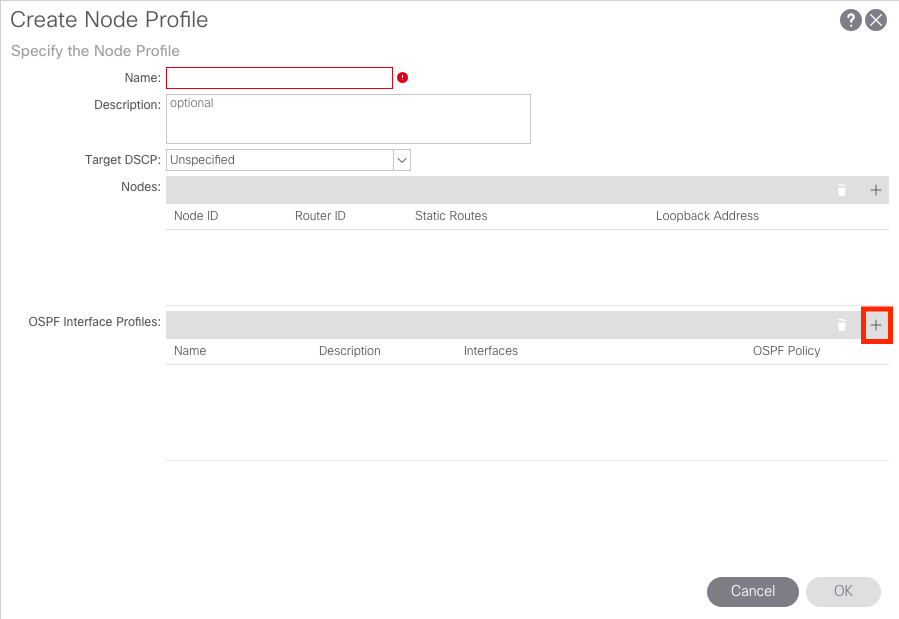 Create Node Profile
Specify the Node Profile
Name:
Description: optional
Target DSCP: Unspecified
Nodes:
Node ID Router ID Static Routes Loopback Address
OSPF Interface Profiles:
Name Description Interfaces OSPF Policy
Cancel OK